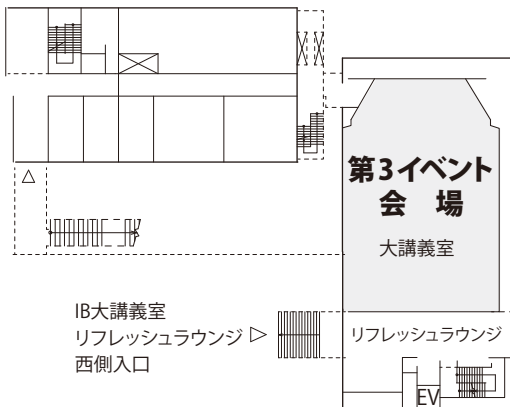 第3イベント
会 場
大講義室
IB大講義室
リフレッシュラウンジ ▷
西側入口
リフレッシュラウンジ
EV